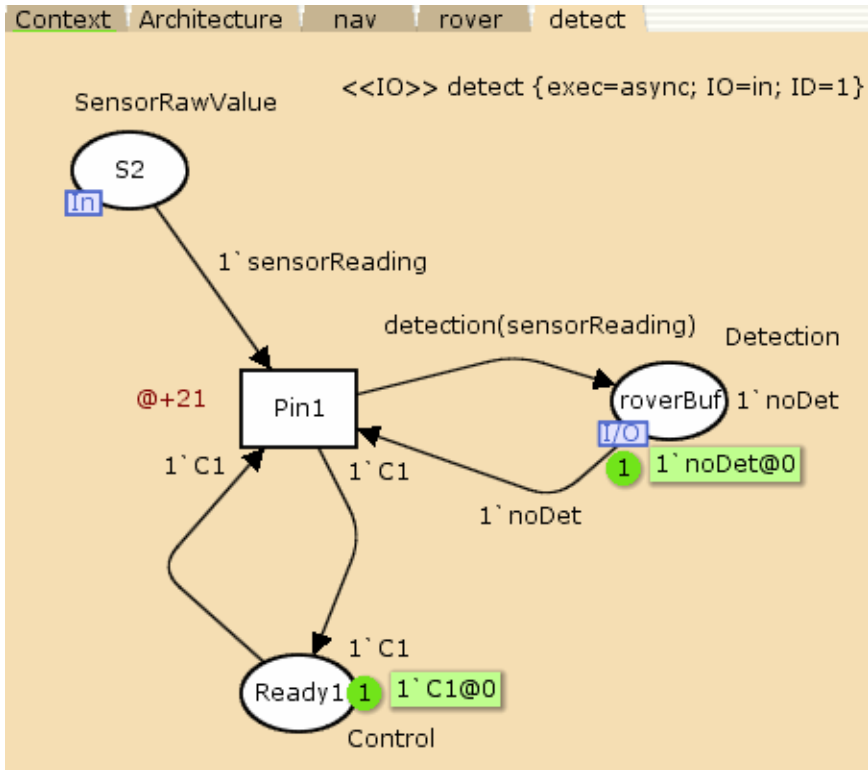 Context Architecture nav rover detect
<<IO>> detect {exec=async; IO=in; ID=1}
SensorRawValue
S2
In
1`sensorReading
detection(sensorReading)
Detection
@+21
Pin1
roverBuf
1`noDet
I/O
1
1`noDet@0
1`C1
1`C1
1`noDet
1`C1
Ready1
1
1`C1@0
Control